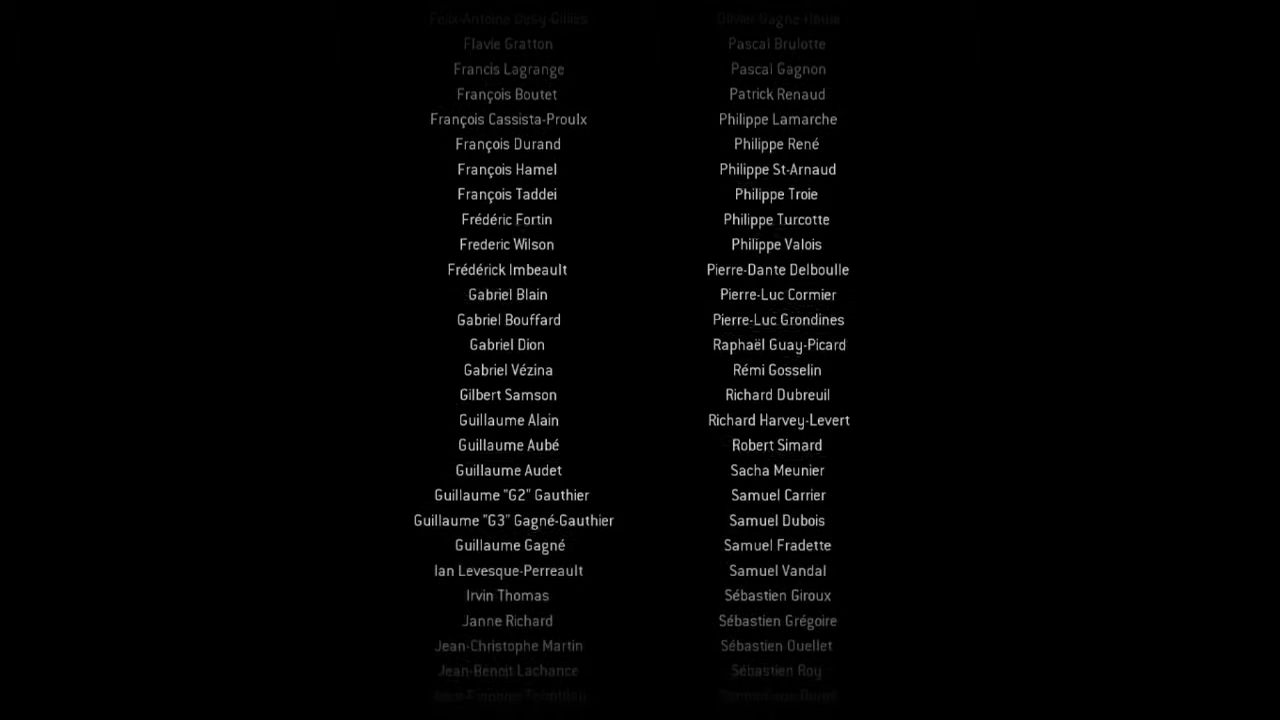 Flavie Gratton
Francis Lagrange
François Boutet
François Cassista-Proulx
François Durand
François Hamel
François Taddei
Frédéric Fortin
Frederic Wilson
Frédérick Imbeault
Gabriel Blain
Gabriel Bouffard
Gabriel Dion
Gabriel Vézina
Gilbert Samson
Guillaume Alain
Guillaume Aubé
Guillaume Audet
Guillaume "G2" Gauthier
Guillaume "G3" Gagné-Gauthier
Guillaume Gagné
Ian Levesque-Perreault
Irvin Thomas
Janne Richard
Jean-Christophe Martin
Jean-Benoit Lachance
Pascal Brulotte
Pascal Gagnon
Patrick Renaud
Philippe Lamarche
Philippe René
Philippe St-Arnaud
Philippe Troie
Philippe Turcotte
Philippe Valois
Pierre-Dante Delboulle
Pierre-Luc Cormier
Pierre-Luc Grondines
Raphaël Guay-Picard
Rémi Gosselin
Richard Dubreuil
Richard Harvey-Levert
Robert Simard
Sacha Meunier
Samuel Carrier
Samuel Dubois
Samuel Fradette
Samuel Vandal
Sébastien Giroux
Sébastien Grégoire
Sébastien Ouellet
Sébastien Roy